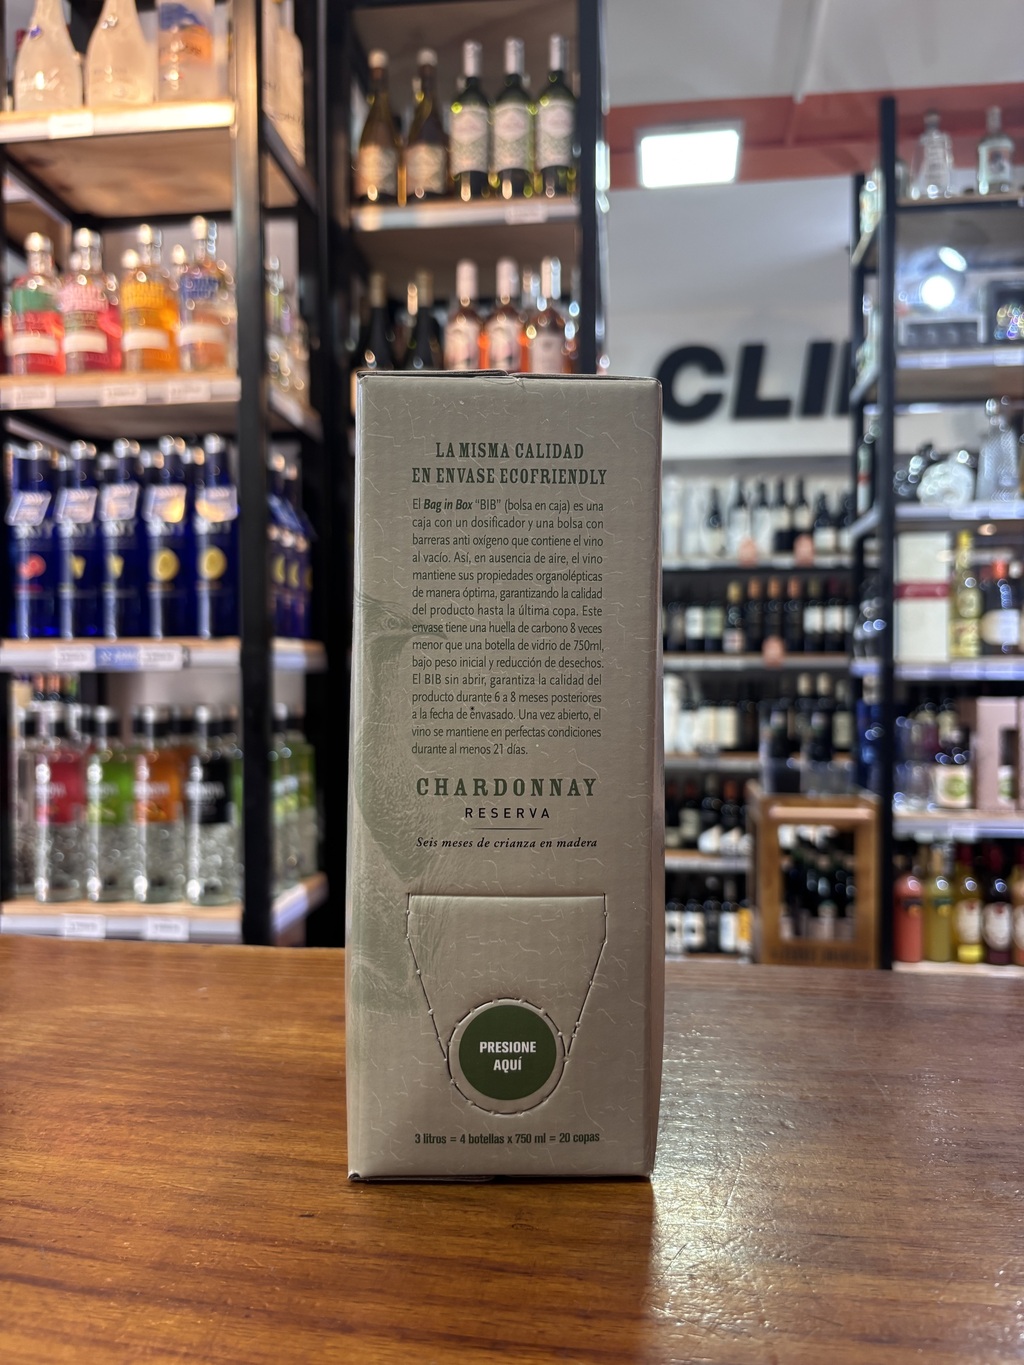 LA MISMA CALIDAD
EN ENVASE ECOFRIENDLY
El Bag in Box "BIB" (bolsa en caja) es una
caja con un dosificador y una bolsa con
barreras anti oxígeno que contiene el vino
al vacío. Así, en ausencia de aire, el vino
mantiene sus propiedades organolépticas
de manera óptima, garantizando la calidad
del producto hasta la última copa. Este
envase tiene una huella de carbono 8 veces
menor que una botella de vidrio de 750ml,
bajo peso inicial y reducción de desechos.
El BIB sin abrir, garantiza la calidad del
producto durante 6 a 8 meses posteriores
a la fecha de envasado. Una vez abierto, el
vino se mantiene en perfectas condiciones
durante al menos 21 días.
CHARDONNAY
RESERVA
Seis meses de crianza en madera
PRESIONE
AQUÍ
3 litros = 4 botellas x 750 ml = 20 copas
CLI